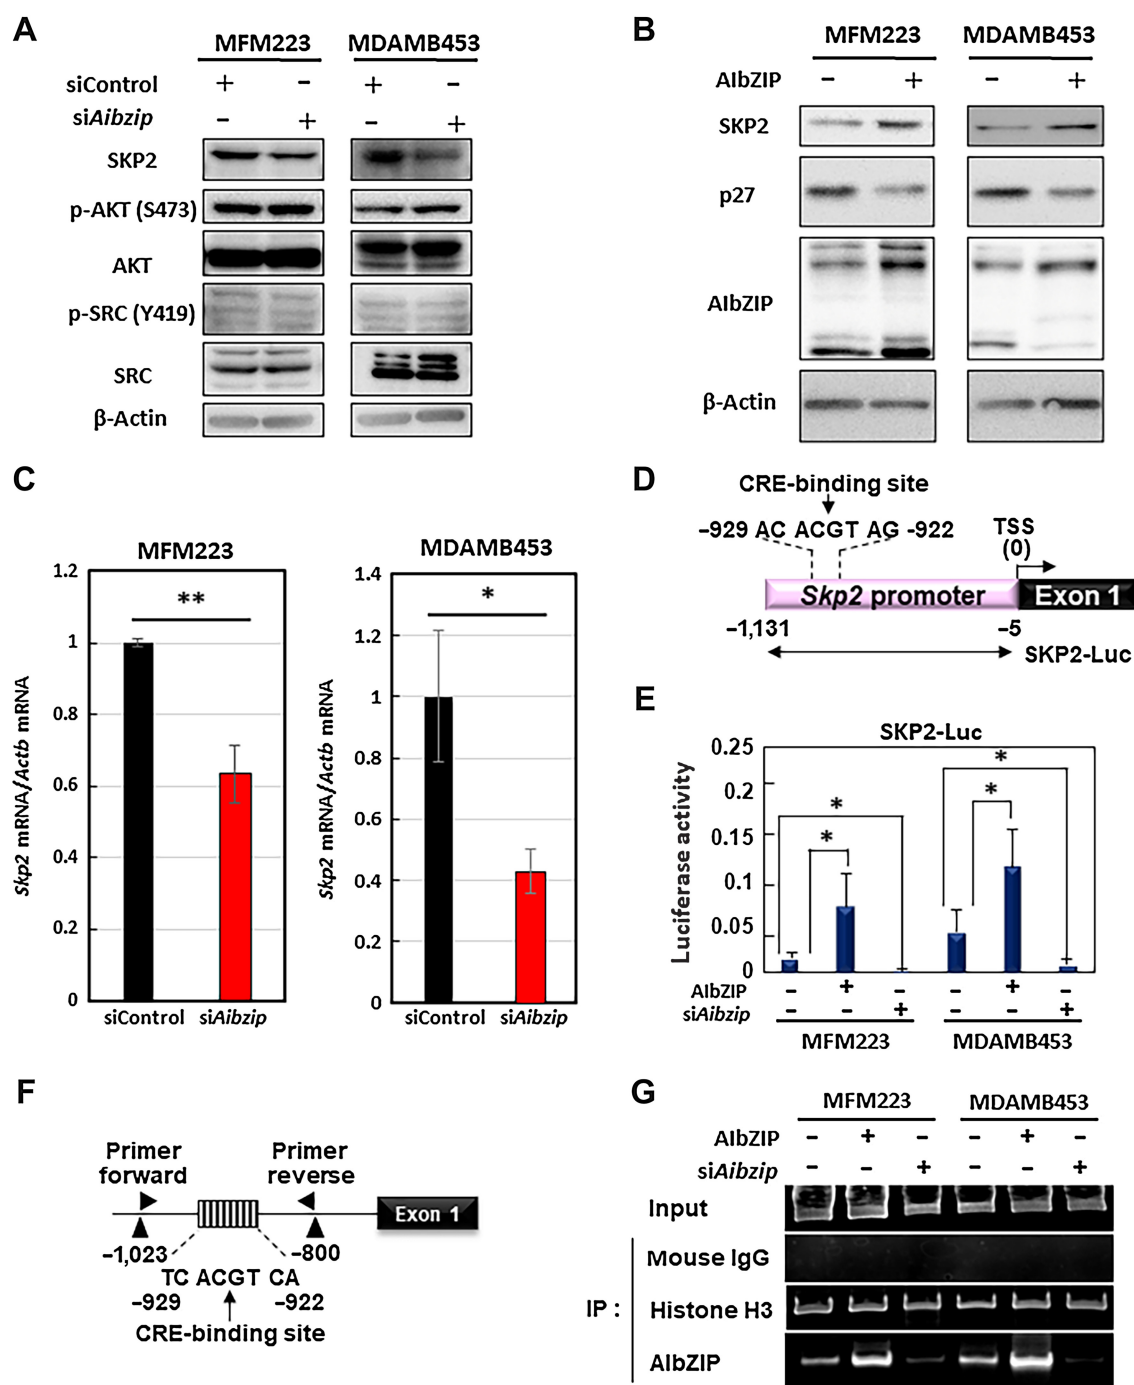 A
MFM223 MDAMB453
siControl + – + –
siAibzip – + – +
SKP2
p-AKT (S473)
AKT
p-SRC (Y419)
SRC
β-Actin
B
MFM223 MDAMB453
AIbZIP – + – +
SKP2
p27
AIbZIP
β-Actin
C
MFM223
Skp2 mRNA/Actb mRNA
1.2
1
0.8
0.6
0.4
0.2
0
**
siControl siAibzip
MDAMB453
Skp2 mRNA/Actb mRNA
1.4
1.2
1
0.8
0.6
0.4
0.2
0
*
siControl siAibzip
D
CRE-binding site
–929 AC ACGT AG -922
TSS
(0)
Skp2 promoter Exon 1
–1,131 –5
SKP2-Luc
E
SKP2-Luc
Luciferase activity
0.25
0.2
0.15
0.1
0.05
0
* * * *
AIbZIP – + – – + –
siAibzip – – + – – +
MFM223 MDAMB453
F
Primer forward
Primer reverse
Exon 1
–1,023 –800
TC ACGT CA
–929 –922
CRE-binding site
G
MFM223 MDAMB453
AIbZIP – + – – + –
siAibzip – – + – – +
Input
IP :
Mouse IgG
Histone H3
AIbZIP